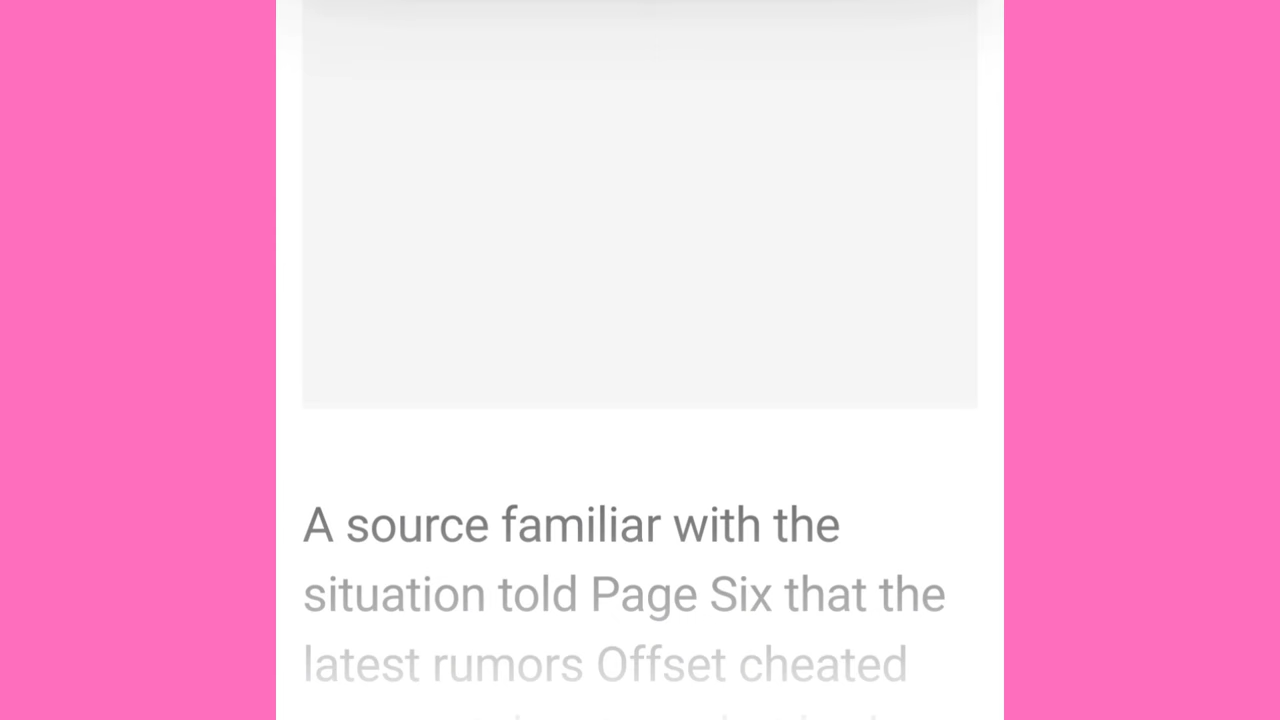 A source familiar with the
situation told Page Six that the
latest rumors Offset cheated